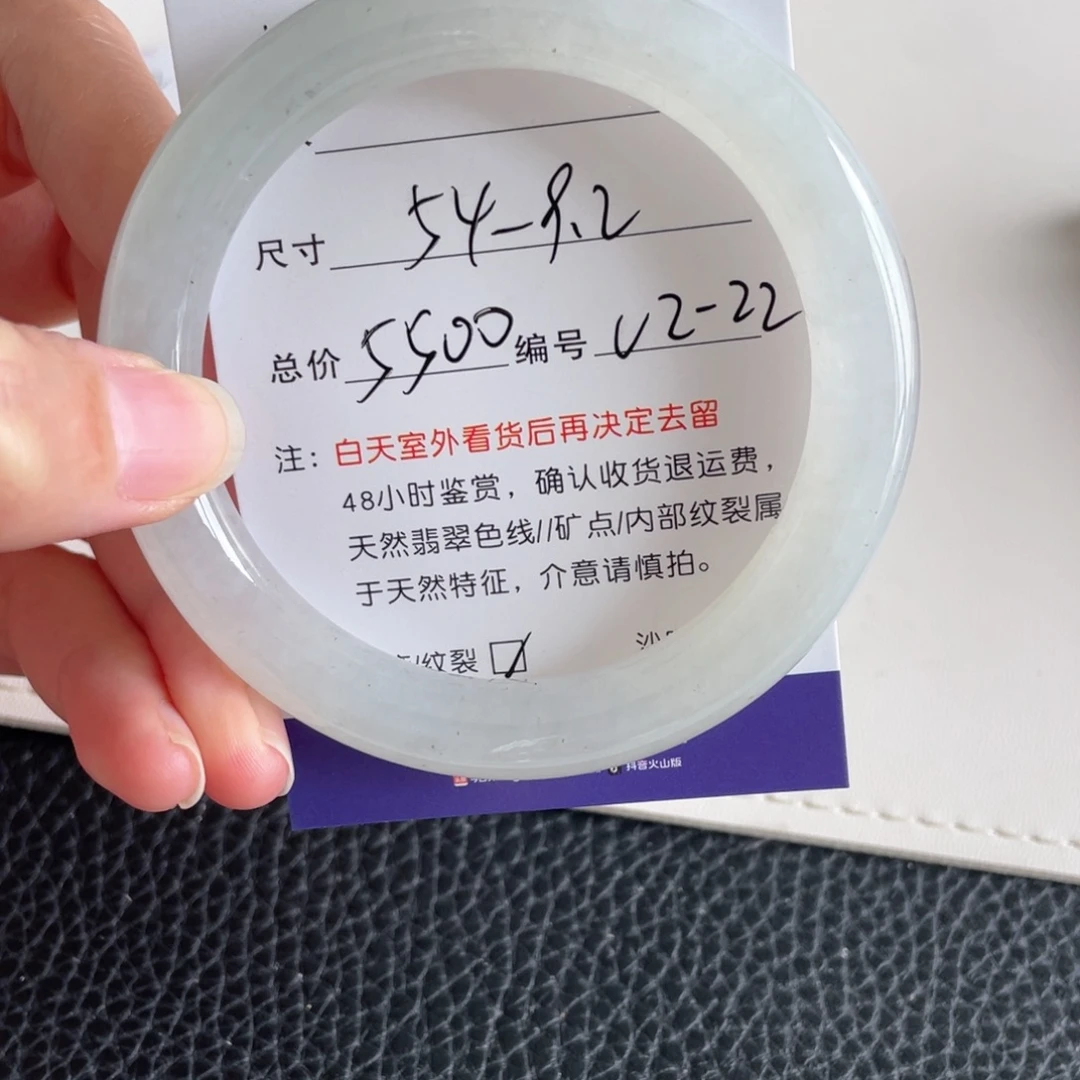 尺寸 54-9.2
总价 5500 编号 02-22
注：白天室外看货后再决定去留
48小时鉴赏，确认收货退运费，
天然翡翠色线//矿点/内部纹裂属
于天然特征，介意请慎拍。
/纹裂
抖音火山版